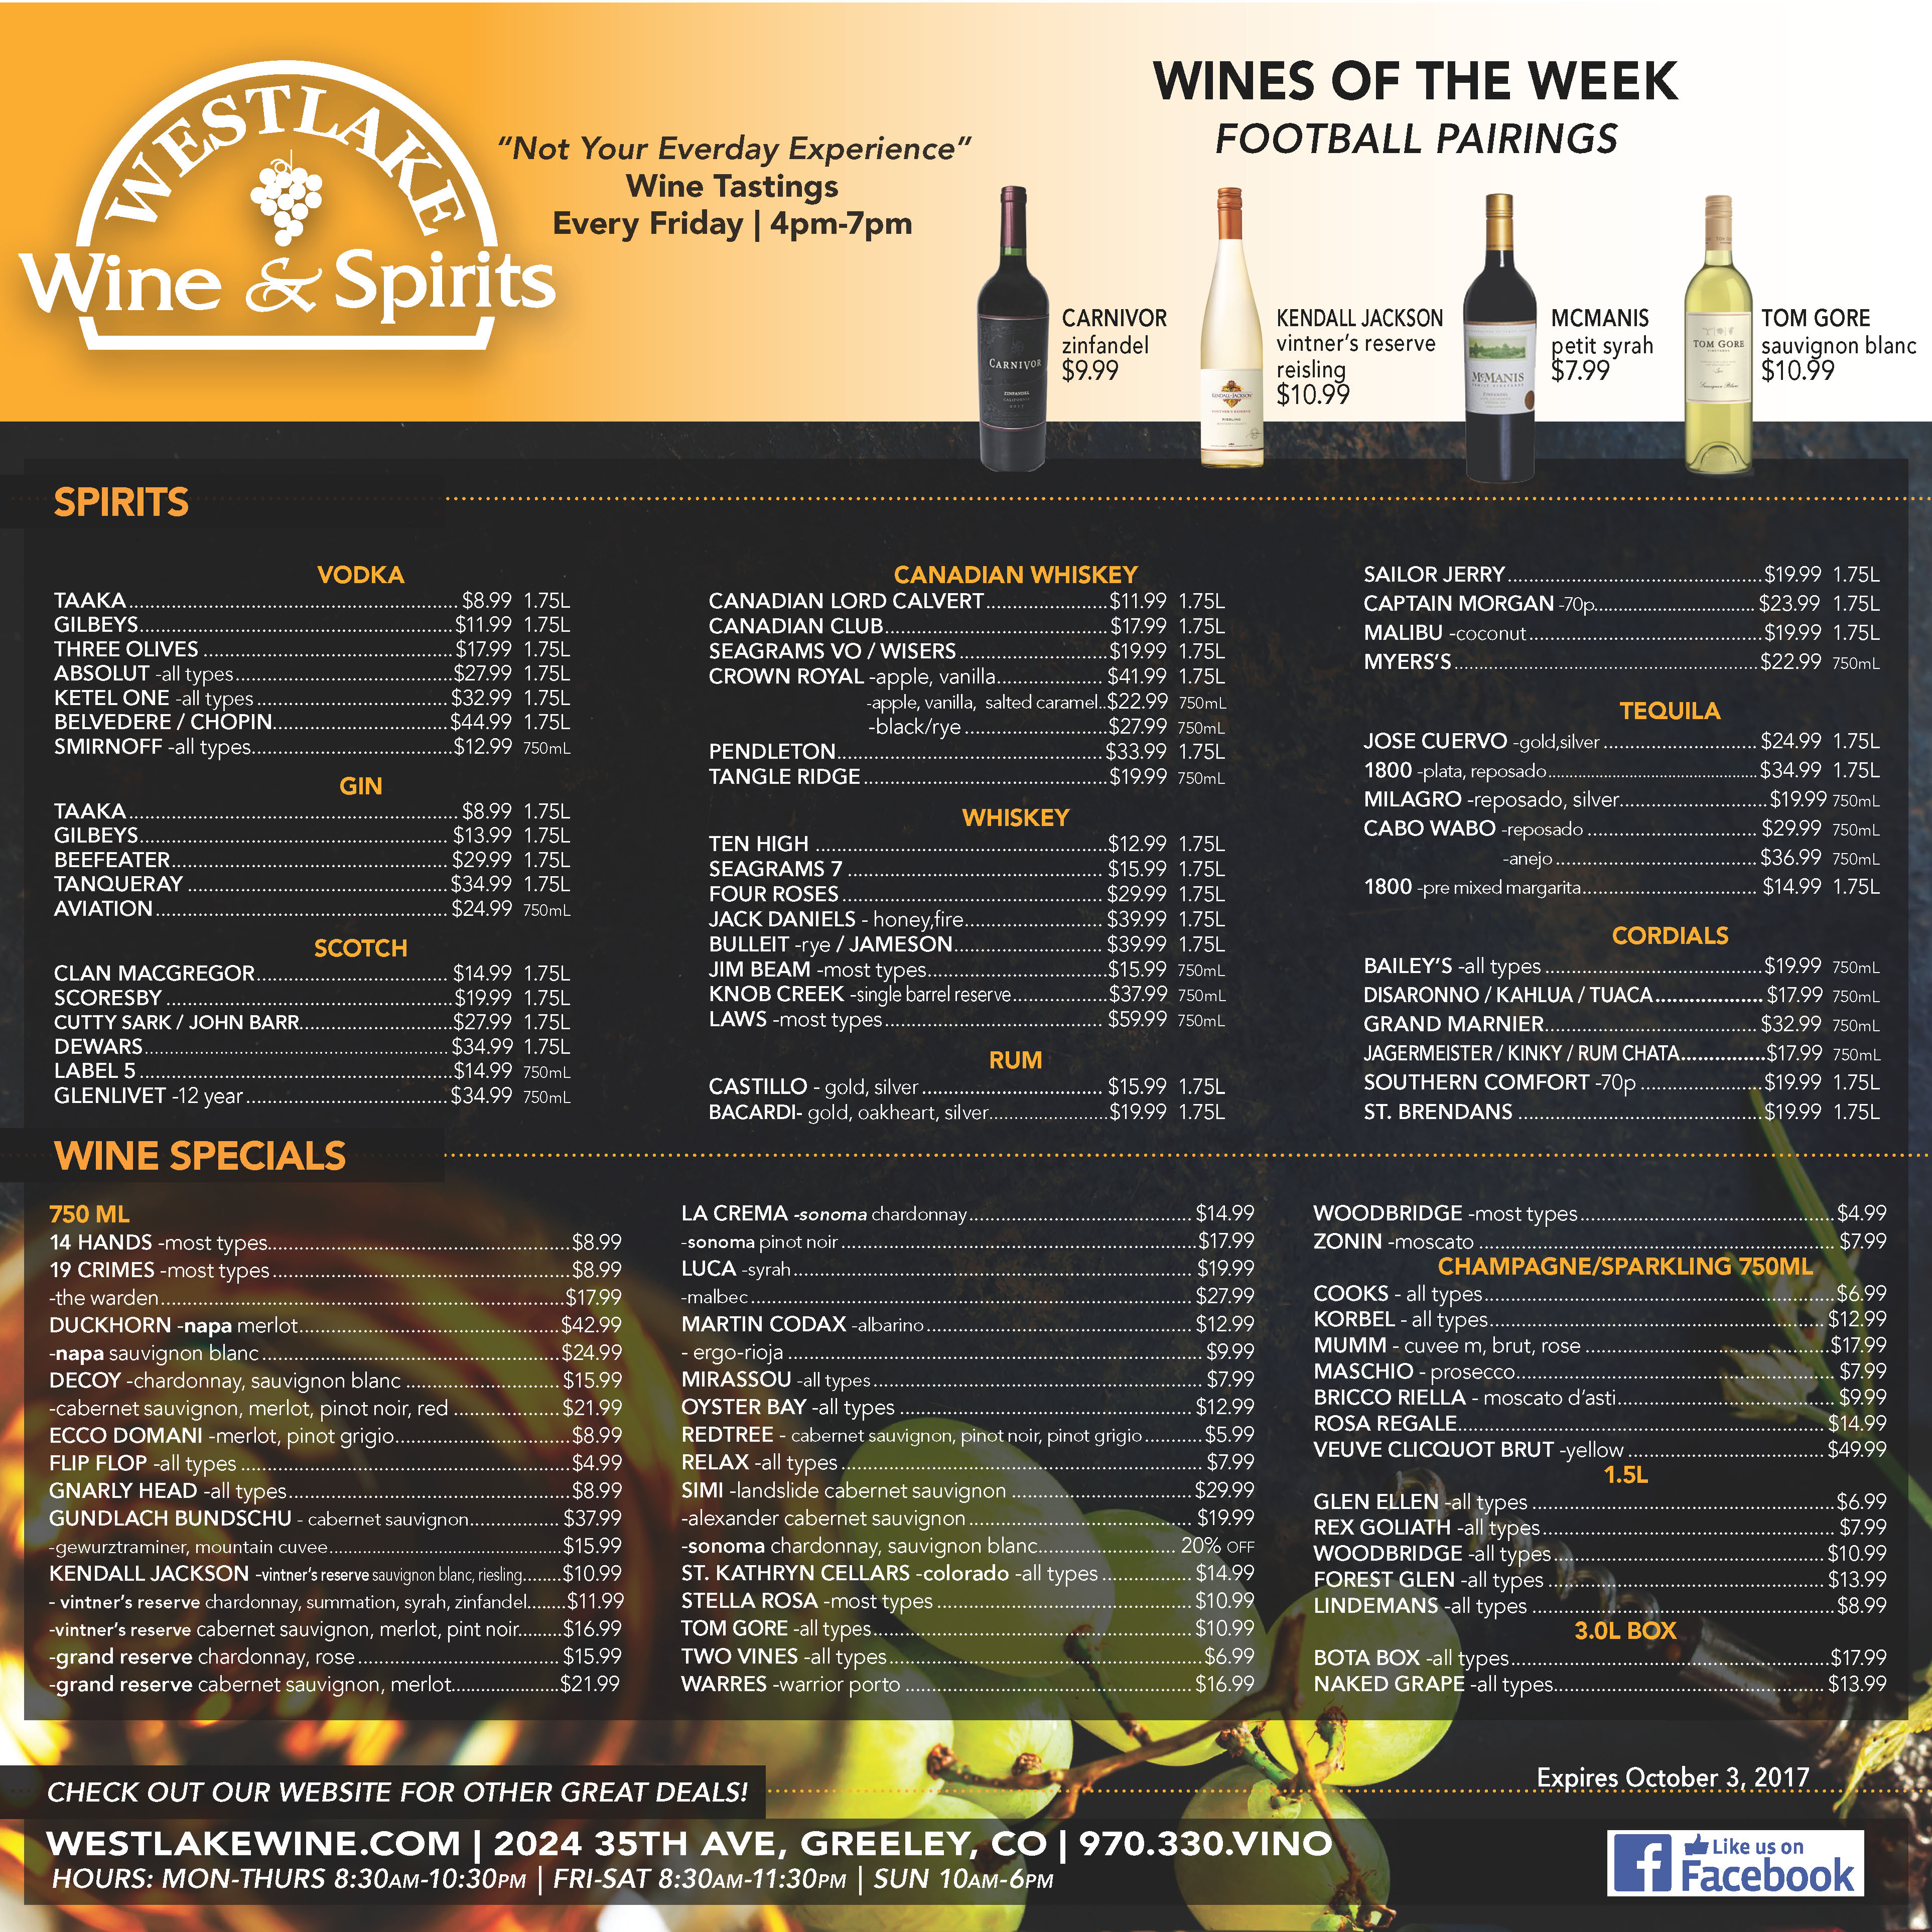 WESTLAKE
Wine & Spirits
“Not Your Everday Experience”
Wine Tastings
Every Friday | 4pm-7pm
WINES OF THE WEEK
FOOTBALL PAIRINGS
CARNIVOR
ZINFANDEL
CARNIVOR
zinfandel
$9.99
KENDALL-JACKSON
KENDALL JACKSON
vintner's reserve
reisling
$10.99
McMANIS
MCMANIS
petit syrah
$7.99
TOM GORE
Sauvignon Blanc
TOM GORE
sauvignon blanc
$10.99
SPIRITS
VODKA
TAAKA $8.99 1.75L
GILBEYS $11.99 1.75L
THREE OLIVES $17.99 1.75L
ABSOLUT -all types $27.99 1.75L
KETEL ONE -all types $32.99 1.75L
BELVEDERE / CHOPIN $44.99 1.75L
SMIRNOFF -all types $12.99 750mL
GIN
TAAKA $8.99 1.75L
GILBEYS $13.99 1.75L
BEEFEATER $29.99 1.75L
TANQUERAY $34.99 1.75L
AVIATION $24.99 750mL
SCOTCH
CLAN MACGREGOR $14.99 1.75L
SCORESBY $19.99 1.75L
CUTTY SARK / JOHN BARR $27.99 1.75L
DEWARS $34.99 1.75L
LABEL 5 $14.99 750mL
GLENLIVET -12 year $34.99 750mL
CANADIAN WHISKEY
CANADIAN LORD CALVERT $11.99 1.75L
CANADIAN CLUB $17.99 1.75L
SEAGRAMS VO / WISERS $19.99 1.75L
CROWN ROYAL -apple, vanilla $41.99 1.75L
-apple, vanilla, salted caramel $22.99 750mL
-black/rye $27.99 750mL
PENDLETON $33.99 1.75L
TANGLE RIDGE $19.99 750mL
WHISKEY
TEN HIGH $12.99 1.75L
SEAGRAMS 7 $15.99 1.75L
FOUR ROSES $29.99 1.75L
JACK DANIELS - honey,fire $39.99 1.75L
BULLEIT -rye / JAMESON $39.99 1.75L
JIM BEAM -most types $15.99 750mL
KNOB CREEK -single barrel reserve $37.99 750mL
LAWS -most types $59.99 750mL
RUM
CASTILLO - gold, silver $15.99 1.75L
BACARDI- gold, oakheart, silver $19.99 1.75L
SAILOR JERRY $19.99 1.75L
CAPTAIN MORGAN -70p $23.99 1.75L
MALIBU -coconut $19.99 1.75L
MYERS'S $22.99 750mL
TEQUILA
JOSE CUERVO -gold,silver $24.99 1.75L
1800 -plata, reposado $34.99 1.75L
MILAGRO -reposado, silver $19.99 750mL
CABO WABO -reposado $29.99 750mL
-anejo $36.99 750mL
1800 -pre mixed margarita $14.99 1.75L
CORDIALS
BAILEY'S -all types $19.99 750mL
DISARONNO / KAHLUA / TUACA $17.99 750mL
GRAND MARNIER $32.99 750mL
JAGERMEISTER / KINKY / RUM CHATA $17.99 750mL
SOUTHERN COMFORT -70p $19.99 1.75L
ST. BRENDANS $19.99 1.75L
WINE SPECIALS
750 ML
14 HANDS -most types $8.99
19 CRIMES -most types $8.99
-the warden $17.99
DUCKHORN -napa merlot $42.99
-napa sauvignon blanc $24.99
DECOY -chardonnay, sauvignon blanc $15.99
-cabernet sauvignon, merlot, pinot noir, red $21.99
ECCO DOMANI -merlot, pinot grigio $8.99
FLIP FLOP -all types $4.99
GNARLY HEAD -all types $8.99
GUNDLACH BUNDSCHU - cabernet sauvignon $37.99
-gewurztraminer, mountain cuvee $15.99
KENDALL JACKSON -vintner's reserve sauvignon blanc, riesling $10.99
- vintner's reserve chardonnay, summation, syrah, zinfandel $11.99
-vintner's reserve cabernet sauvignon, merlot, pint noir $16.99
-grand reserve chardonnay, rose $15.99
-grand reserve cabernet sauvignon, merlot $21.99
LA CREMA -sonoma chardonnay $14.99
-sonoma pinot noir $17.99
LUCA -syrah $19.99
-malbec $27.99
MARTIN CODAX -albarino $12.99
- ergo-rioja $9.99
MIRASSOU -all types $7.99
OYSTER BAY -all types $12.99
REDTREE - cabernet sauvignon, pinot noir, pinot grigio $5.99
RELAX -all types $7.99
SIMI -landslide cabernet sauvignon $29.99
-alexander cabernet sauvignon $19.99
-sonoma chardonnay, sauvignon blanc 20% OFF
ST. KATHRYN CELLARS -colorado -all types $14.99
STELLA ROSA -most types $10.99
TOM GORE -all types $10.99
TWO VINES -all types $6.99
WARRES -warrior porto $16.99
WOODBRIDGE -most types $4.99
ZONIN -moscato $7.99
CHAMPAGNE/SPARKLING 750ML
COOKS - all types $6.99
KORBEL - all types $12.99
MUMM - cuvee m, brut, rose $17.99
MASCHIO - prosecco $7.99
BRICCO RIELLA - moscato d'asti $9.99
ROSA REGALE $14.99
VEUVE CLICQUOT BRUT -yellow $49.99
1.5L
GLEN ELLEN -all types $6.99
REX GOLIATH -all types $7.99
WOODBRIDGE -all types $10.99
FOREST GLEN -all types $13.99
LINDEMANS -all types $8.99
3.0L BOX
BOTA BOX -all types $17.99
NAKED GRAPE -all types $13.99
CHECK OUT OUR WEBSITE FOR OTHER GREAT DEALS!
Expires October 3, 2017
WESTLAKEWINE.COM | 2024 35TH AVE, GREELEY, CO | 970.330.VINO
HOURS: MON-THURS 8:30AM-10:30PM | FRI-SAT 8:30AM-11:30PM | SUN 10AM-6PM
Like us on
Facebook